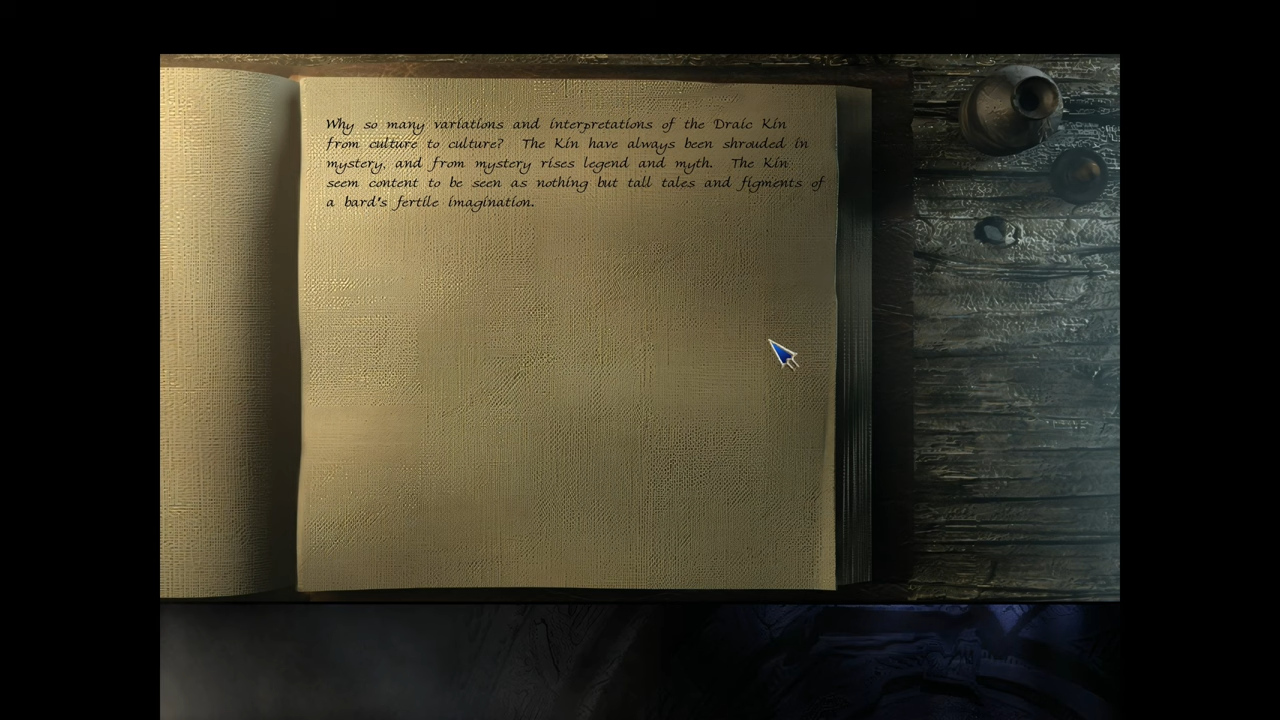 Why so many variations and interpretations of the Draic Kin
from culture to culture? The Kin have always been shrouded in
mystery, and from mystery rises legend and myth. The Kin
seem content to be seen as nothing but tall tales and figments of
a bard's fertile imagination.